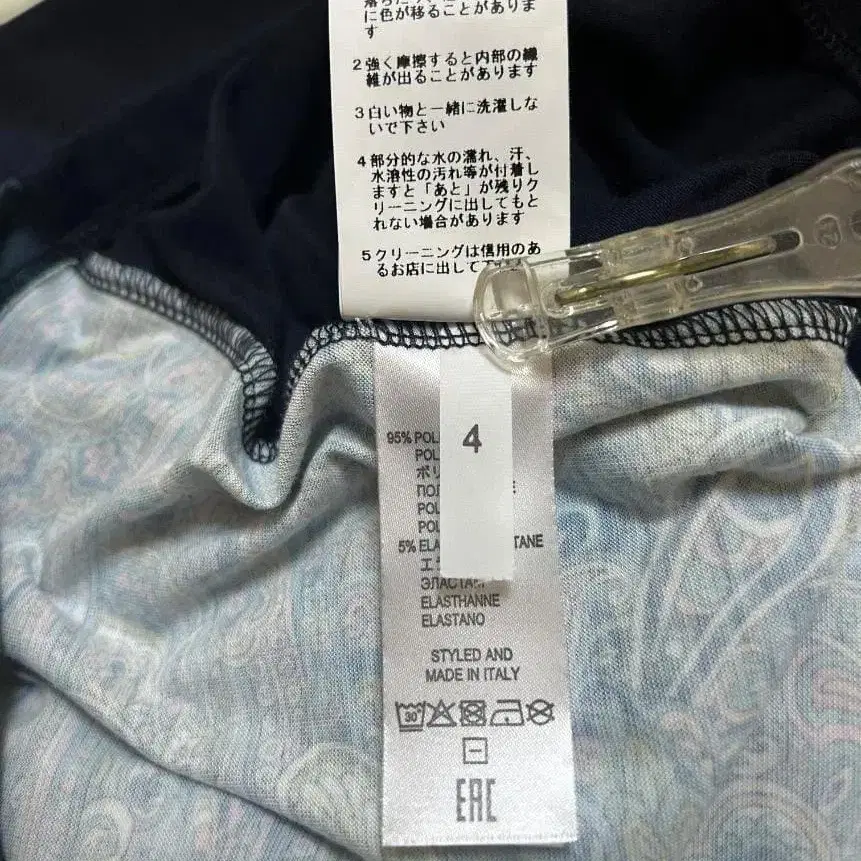 に色が移ることがありま
す
2 強く摩擦すると内部の繊
維が出ることがあります
3 白い物と一緒に洗濯しな
いで下さい
4 部分的な水の濡れ、汗、
水溶性の汚れ等が付着し
ますと「あと」が残りク
リーニングに出してもと
れない場合があります
5 クリーニングは信用のあ
るお店に出して
4
95%
5%
ELASTHANNE
ELASTANO
STYLED AND
MADE IN ITALY
30°
EAC